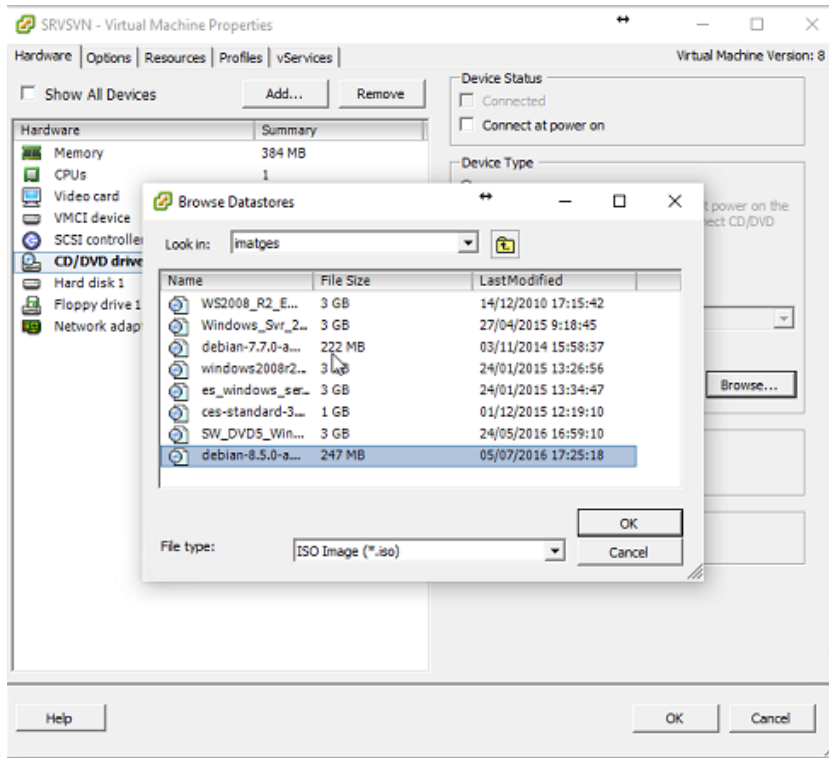 SRVSVN - Virtual Machine Properties
Hardware Options Resources Profiles vServices
Virtual Machine Version: 8
Show All Devices
Add...
Remove
Hardware Summary
Memory 384 MB
CPUs 1
Video card
VMCI device
SCSI controller
CD/DVD drive
Hard disk 1
Floppy drive 1
Network adap
Device Status
Connected
Connect at power on
Device Type
t power on the
nect CD/DVD
Browse...
Browse Datastores
Look in: imatges
Name File Size LastModified
WS2008_R2_E... 3 GB 14/12/2010 17:15:42
Windows_Svr_2... 3 GB 27/04/2015 9:18:45
debian-7.7.0-a... 222 MB 03/11/2014 15:58:37
windows2008r2... 3 GB 24/01/2015 13:26:56
es_windows_ser... 3 GB 24/01/2015 13:34:47
ces-standard-3... 1 GB 01/12/2015 12:19:10
SW_DVD5_Win... 3 GB 24/05/2016 16:59:10
debian-8.5.0-a... 247 MB 05/07/2016 17:25:18
OK
File type: ISO Image (*.iso)
Cancel
Help
OK
Cancel